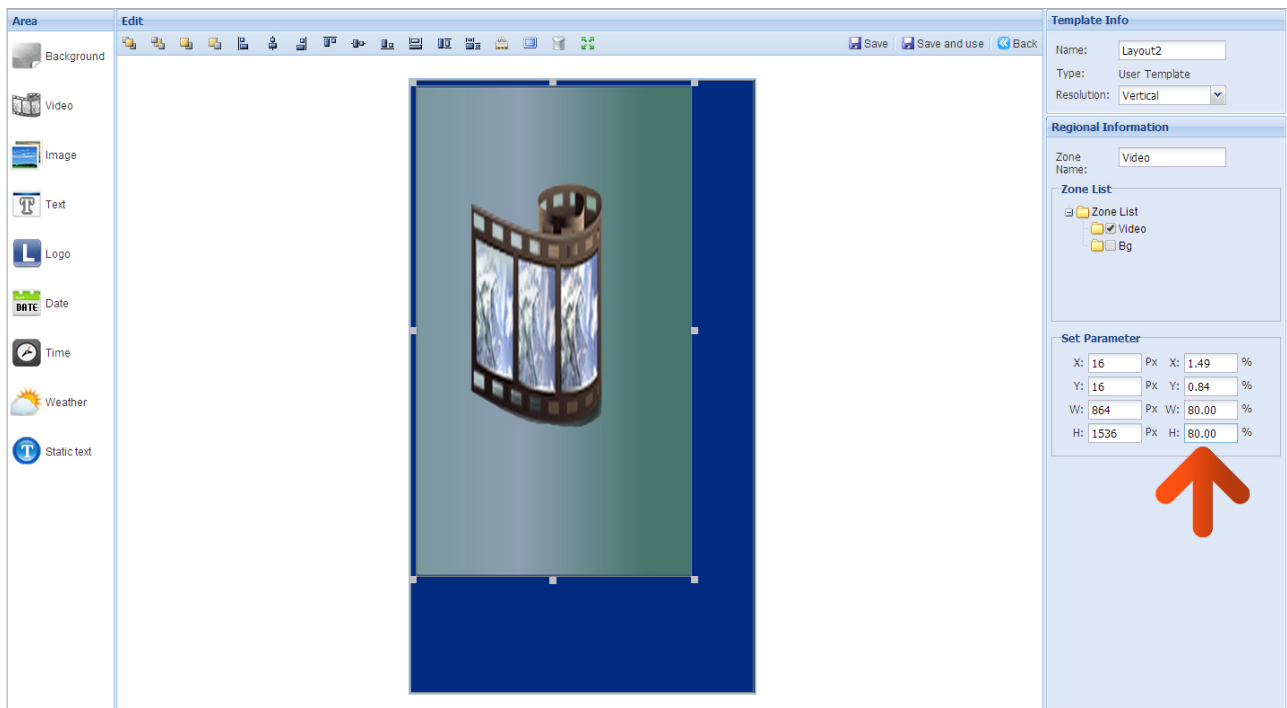 Area
Edit
Template Info
Background
Video
Image
Text
Logo
DATE Date
Time
Weather
Static text
Save Save and use Back
Name: Layout2
Type: User Template
Resolution: Vertical
Regional Information
Zone Name: Video
Zone List
Zone List
Video
Bg
Set Parameter
X: 16 Px X: 1.49 %
Y: 16 Px Y: 0.84 %
W: 864 Px W: 80.00 %
H: 1536 Px H: 80.00 %